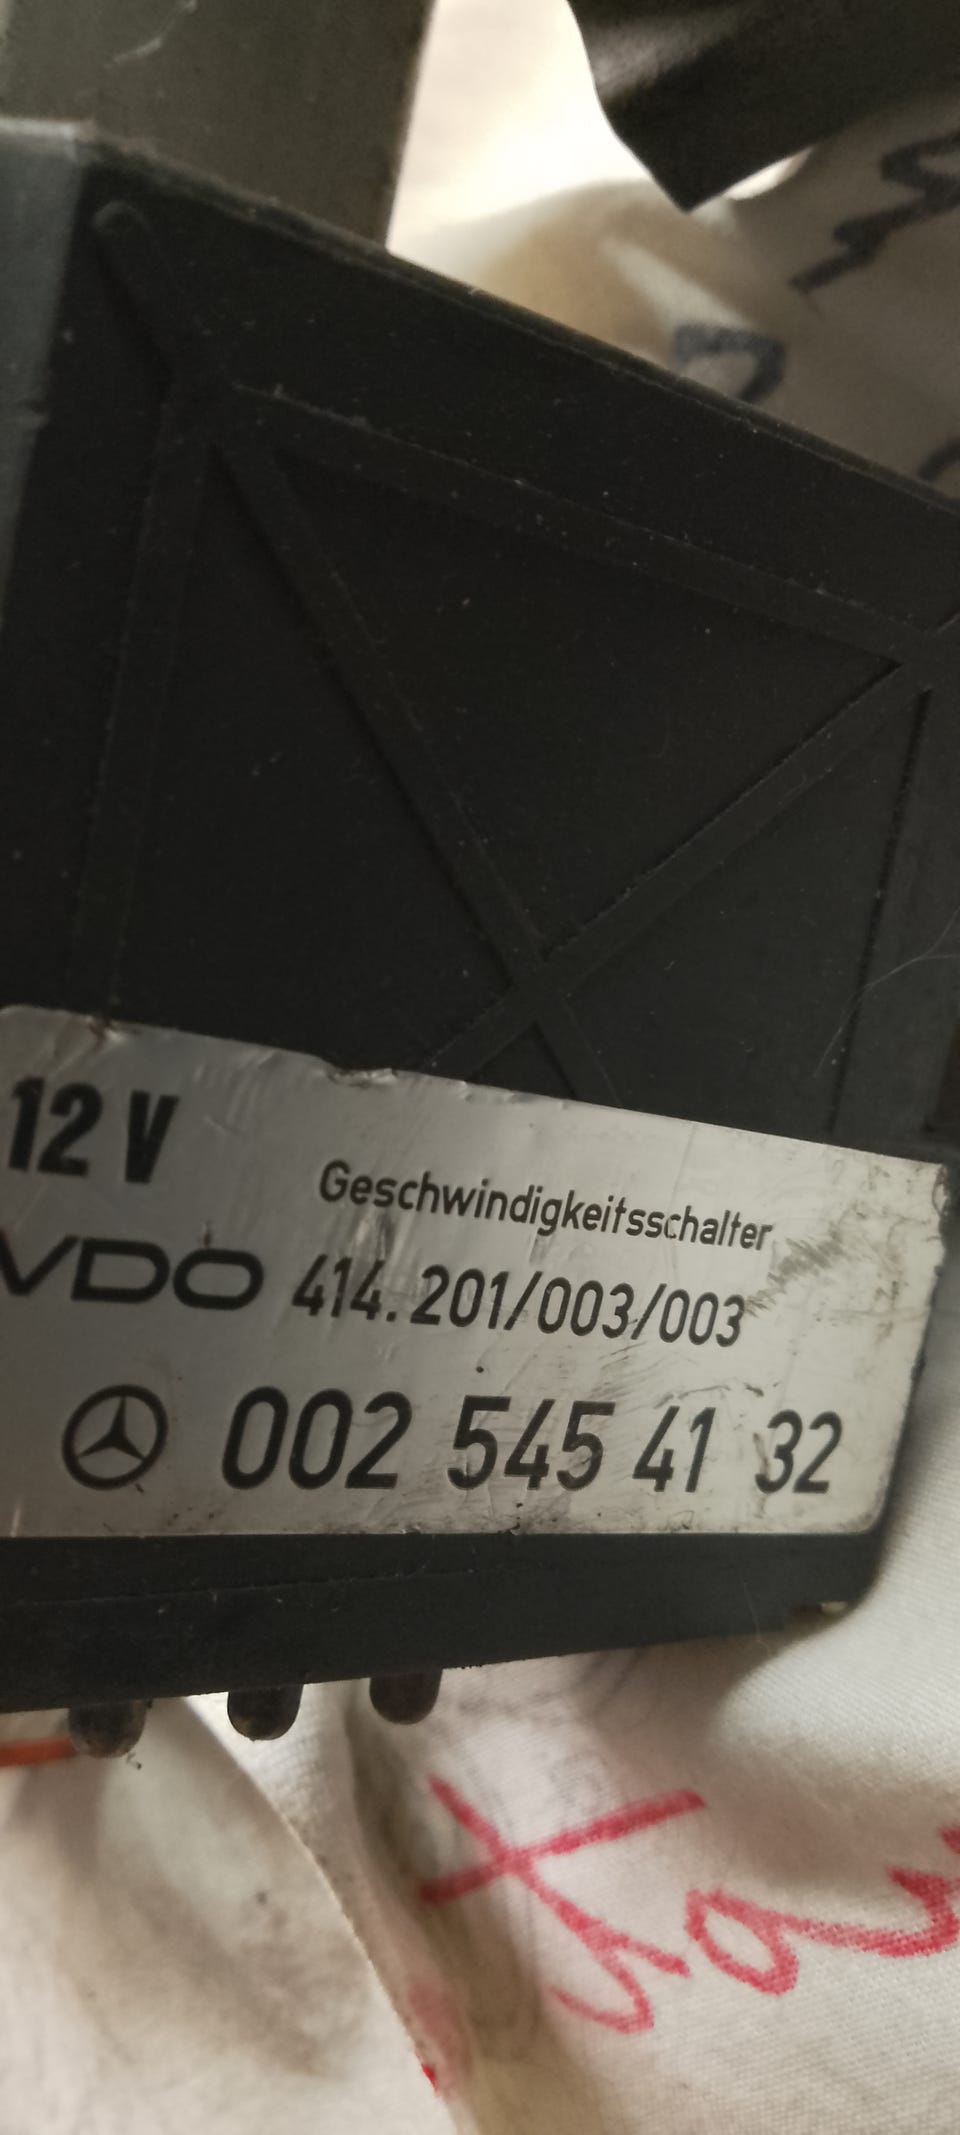 12 V
Geschwindigkeitsschalter
VDO 414.201/003/003
002 545 41 32